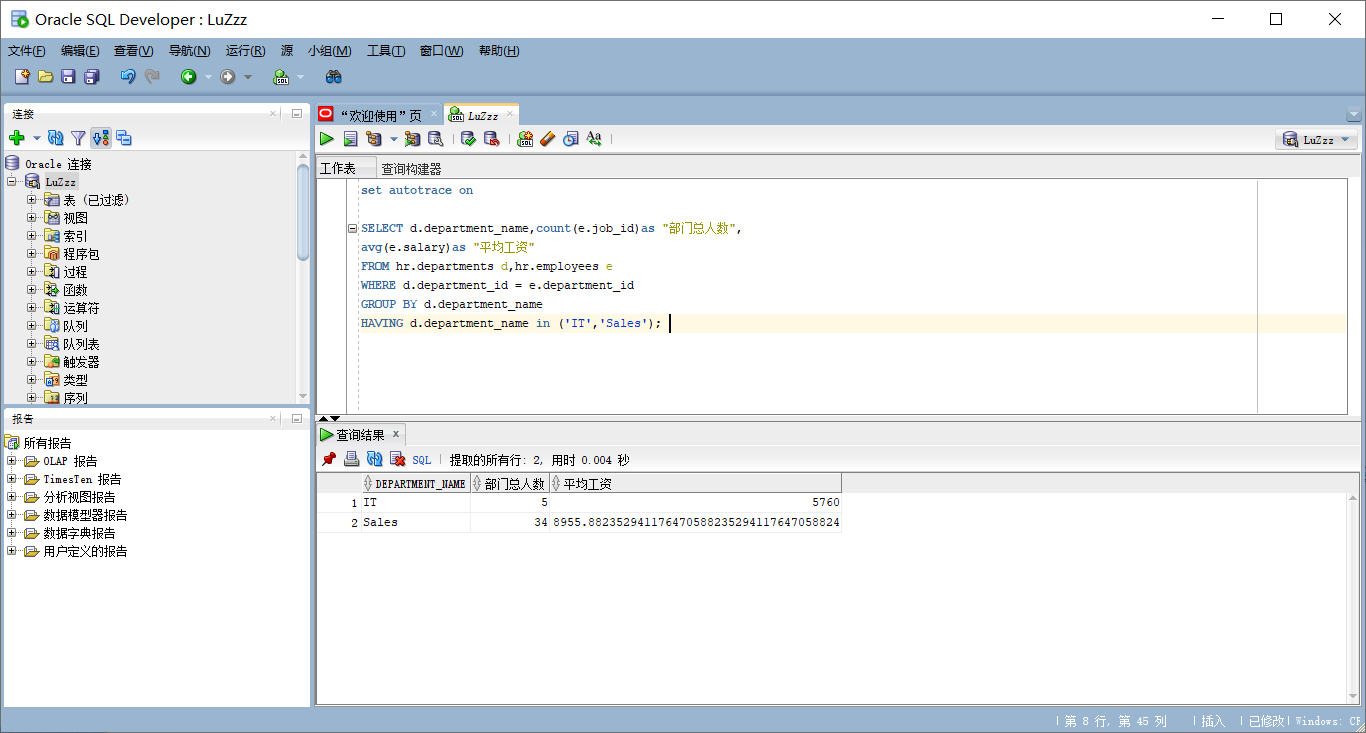 Oracle SQL Developer : LuZzz
文件(F) 编辑(E) 查看(V) 导航(N) 运行(R) 源 小组(M) 工具(T) 窗口(W) 帮助(H)
连接
Oracle 连接
LuZzz
表 (已过滤)
视图
索引
程序包
过程
函数
运算符
队列
队列表
触发器
类型
序列
报告
所有报告
OLAP 报告
TimesTen 报告
分析视图报告
数据模型器报告
数据字典报告
用户定义的报告
“欢迎使用”页 LuZzz
LuZzz
工作表 查询构建器
set autotrace on
SELECT d.department_name,count(e.job_id)as "部门总人数",
avg(e.salary)as "平均工资"
FROM hr.departments d,hr.employees e
WHERE d.department_id = e.department_id
GROUP BY d.department_name
HAVING d.department_name in ('IT','Sales');
查询结果
SQL 提取的所有行: 2, 用时 0.004 秒
DEPARTMENT_NAME 部门总人数 平均工资
1 IT 5 5760
2 Sales 34 8955.88235294117647058823529411764705882​4
第 8 行, 第 45 列 插入 已修改 Windows: CR